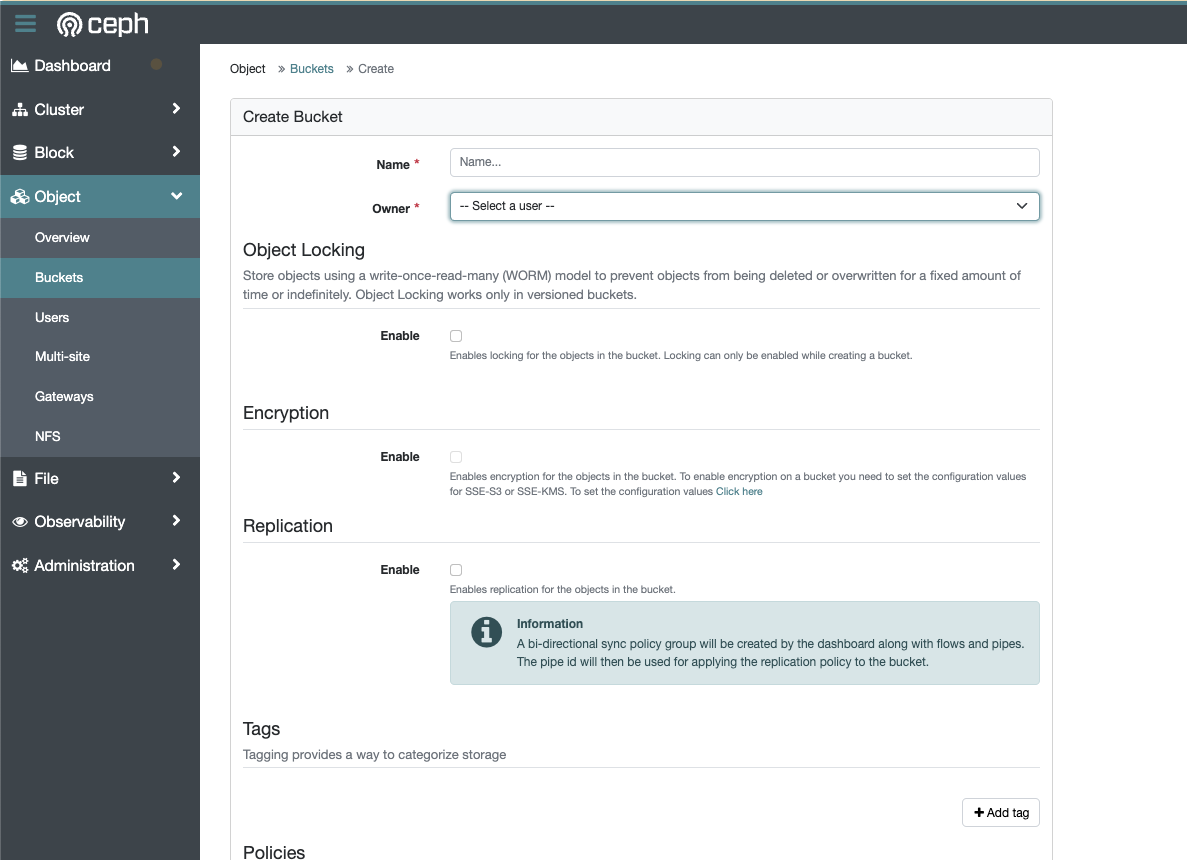 ceph
Dashboard
Cluster
Block
Object
Overview
Buckets
Users
Multi-site
Gateways
NFS
File
Observability
Administration
Object » Buckets » Create
Create Bucket
Name *
Name...
Owner *
-- Select a user --
Object Locking
Store objects using a write-once-read-many (WORM) model to prevent objects from being deleted or overwritten for a fixed amount of
time or indefinitely. Object Locking works only in versioned buckets.
Enable
Enables locking for the objects in the bucket. Locking can only be enabled while creating a bucket.
Encryption
Enable
Enables encryption for the objects in the bucket. To enable encryption on a bucket you need to set the configuration values
for SSE-S3 or SSE-KMS. To set the configuration values Click here
Replication
Enable
Enables replication for the objects in the bucket.
Information
A bi-directional sync policy group will be created by the dashboard along with flows and pipes.
The pipe id will then be used for applying the replication policy to the bucket.
Tags
Tagging provides a way to categorize storage
+ Add tag
Policies